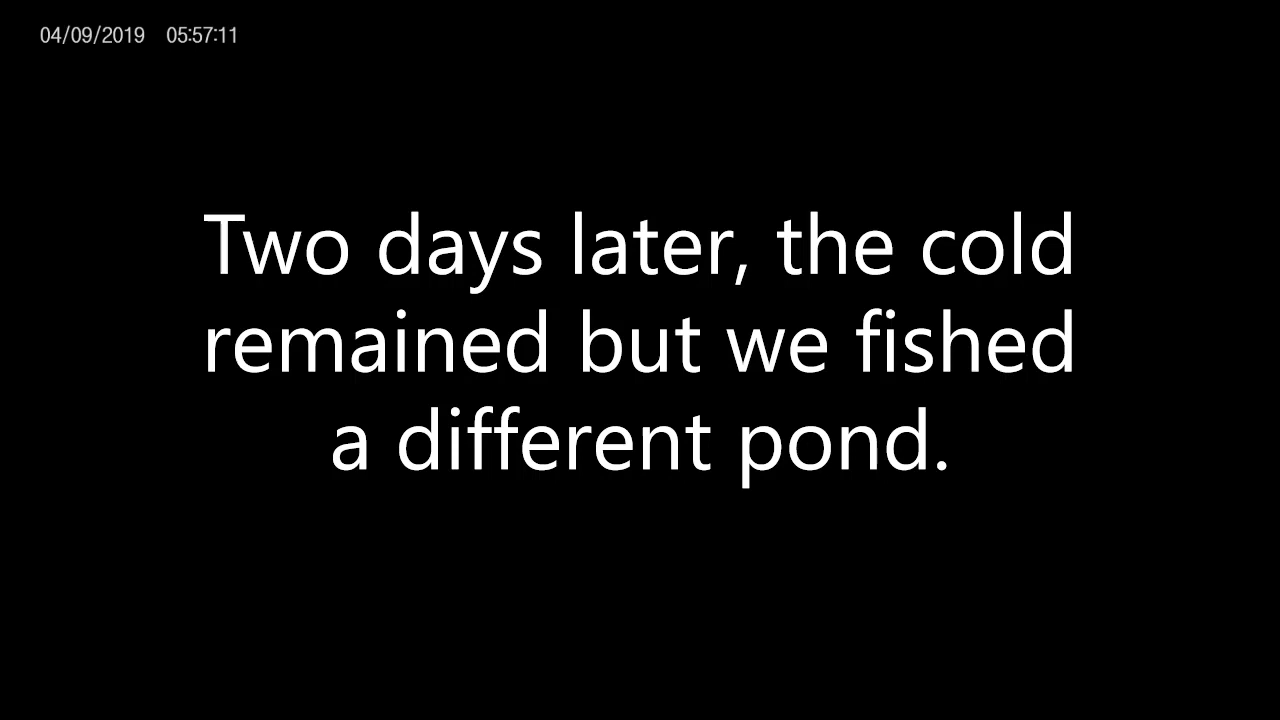 04/09/2019 05:57:11
Two days later, the cold
remained but we fished
a different pond.